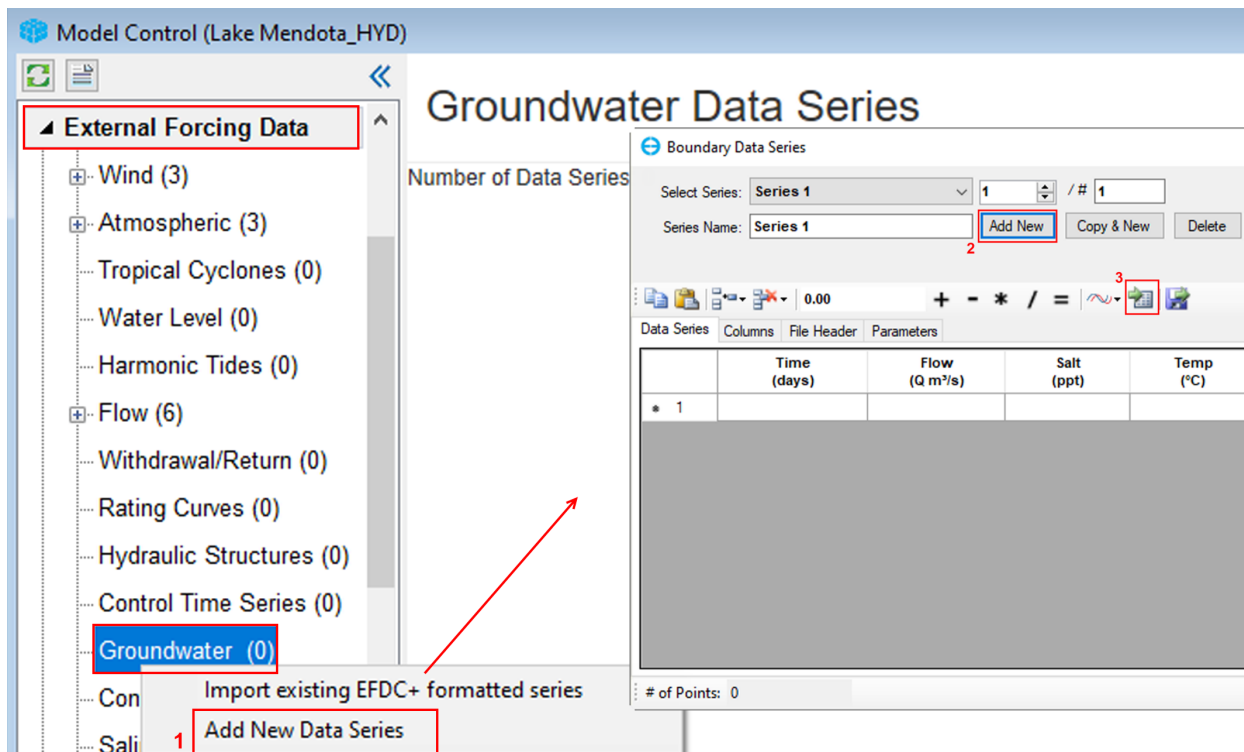 Model Control (Lake Mendota_HYD)
External Forcing Data
Wind (3)
Atmospheric (3)
Tropical Cyclones (0)
Water Level (0)
Harmonic Tides (0)
Flow (6)
Withdrawal/Return (0)
Rating Curves (0)
Hydraulic Structures (0)
Control Time Series (0)
Groundwater (0)
Con
Sali
Import existing EFDC+ formatted series
1 Add New Data Series
Groundwater Data Series
Number of Data Series
Boundary Data Series
Select Series: Series 1 1 / # 1
Series Name: Series 1 Add New Copy & New Delete
2
3
0.00 + - * / =
Data Series Columns File Header Parameters
Time Flow Salt Temp
(days) (Q m³/s) (ppt) (ºC)
* 1
# of Points: 0